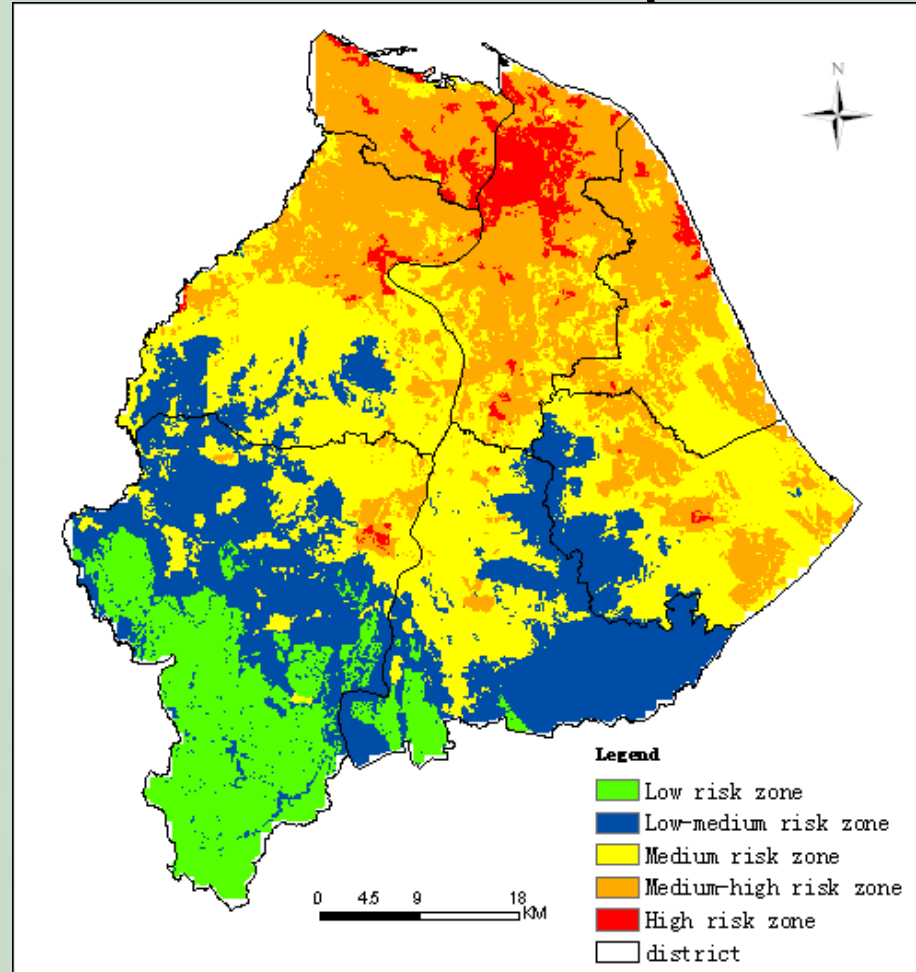 N
Legend
Low risk zone
Low-medium risk zone
Medium risk zone
Medium-high risk zone
High risk zone
district
0 4.5 9 18
KM